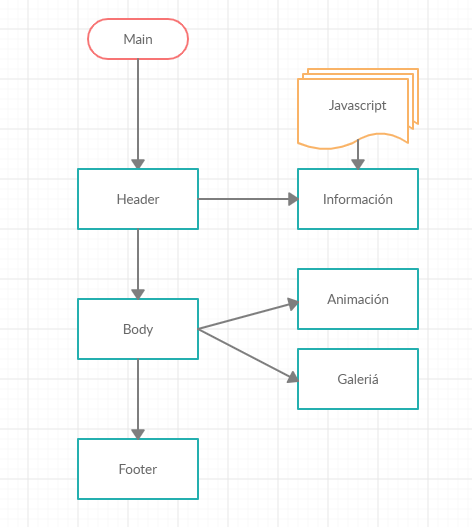 Main
Javascript
Header
Información
Animación
Body
Galeriá
Footer